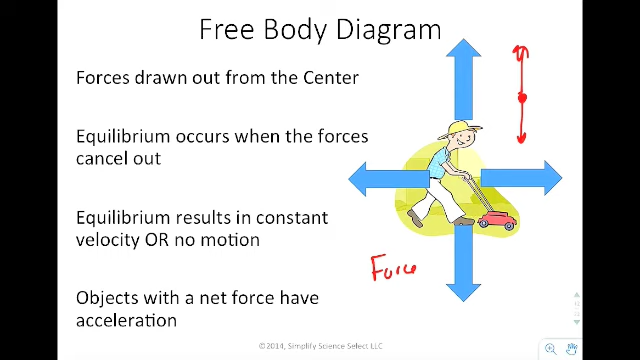 Free Body Diagram
Forces drawn out from the Center
Equilibrium occurs when the forces
cancel out
Equilibrium results in constant
velocity OR no motion
Force
Objects with a net force have
acceleration
©2014, Simplify Science Select LLC